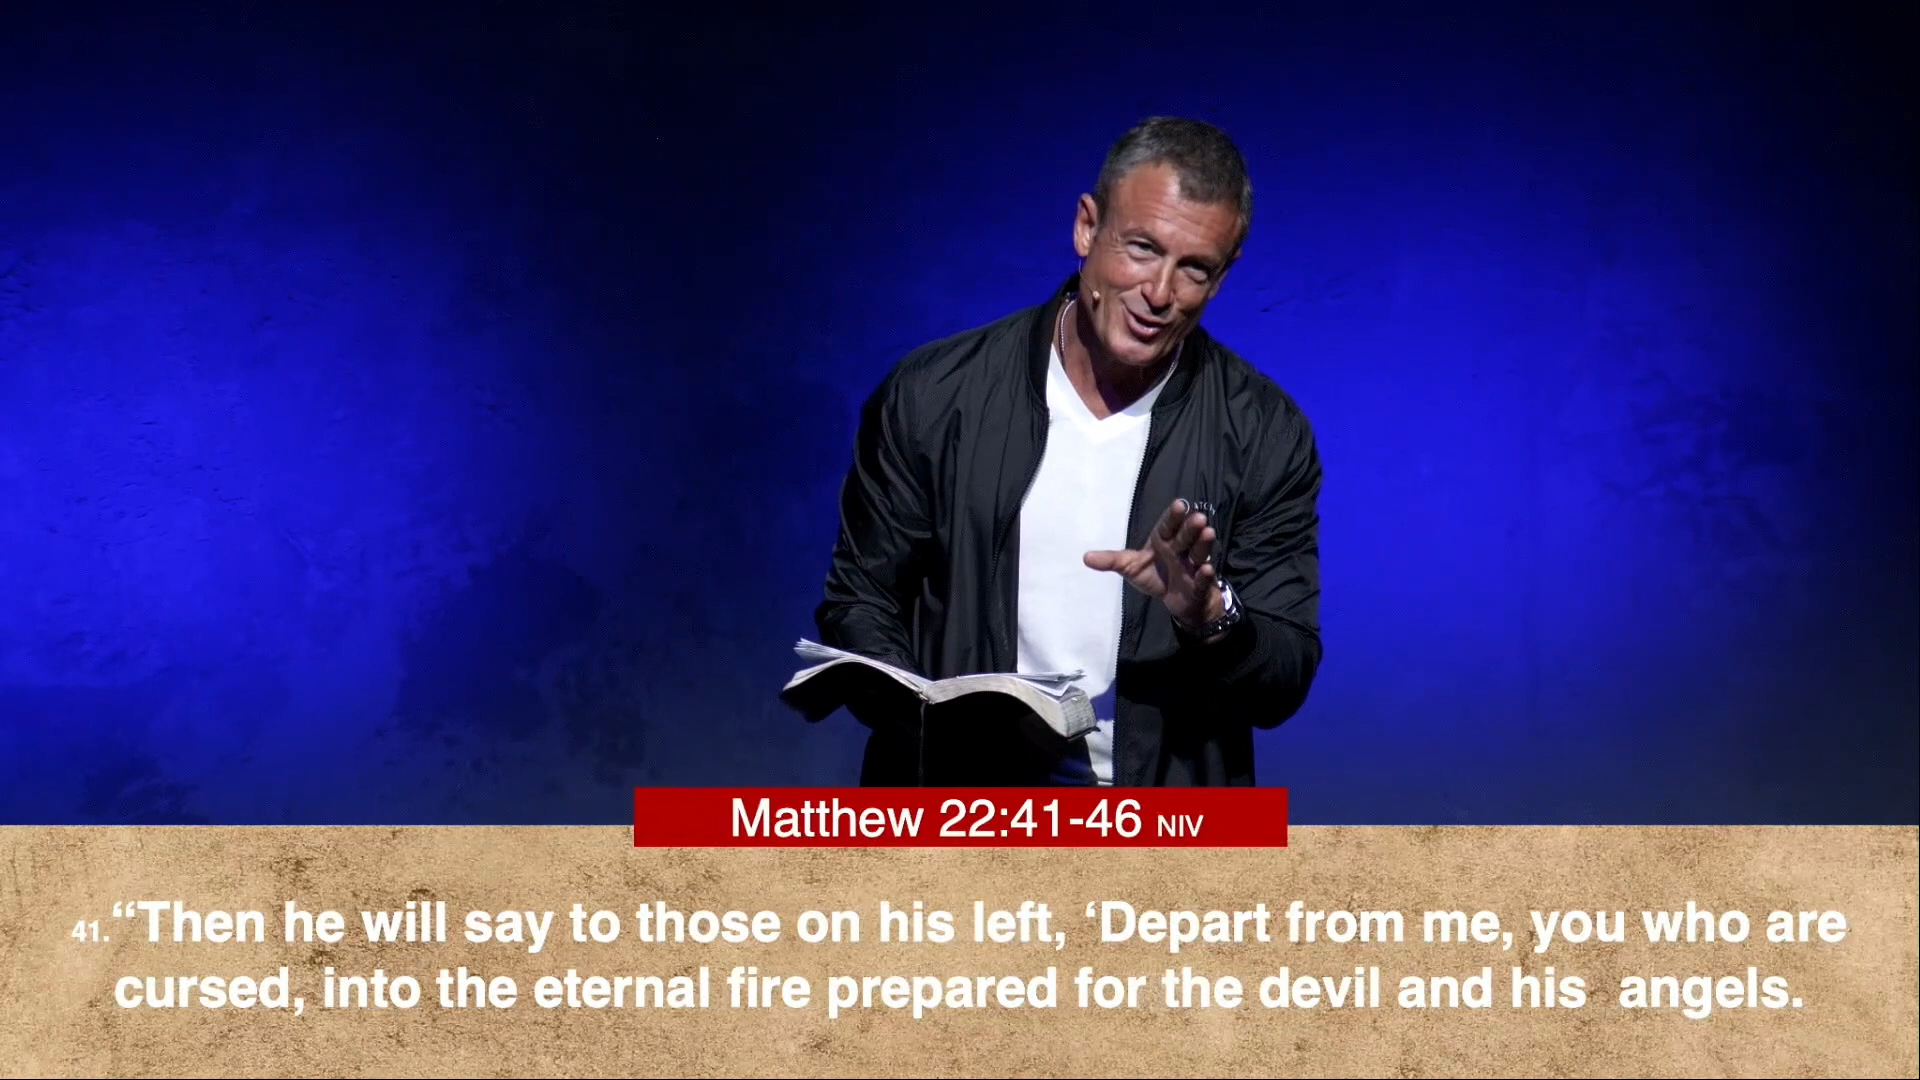 Matthew 22:41-46 NIV
41. “Then he will say to those on his left, ‘Depart from me, you who are
cursed, into the eternal fire prepared for the devil and his  angels.